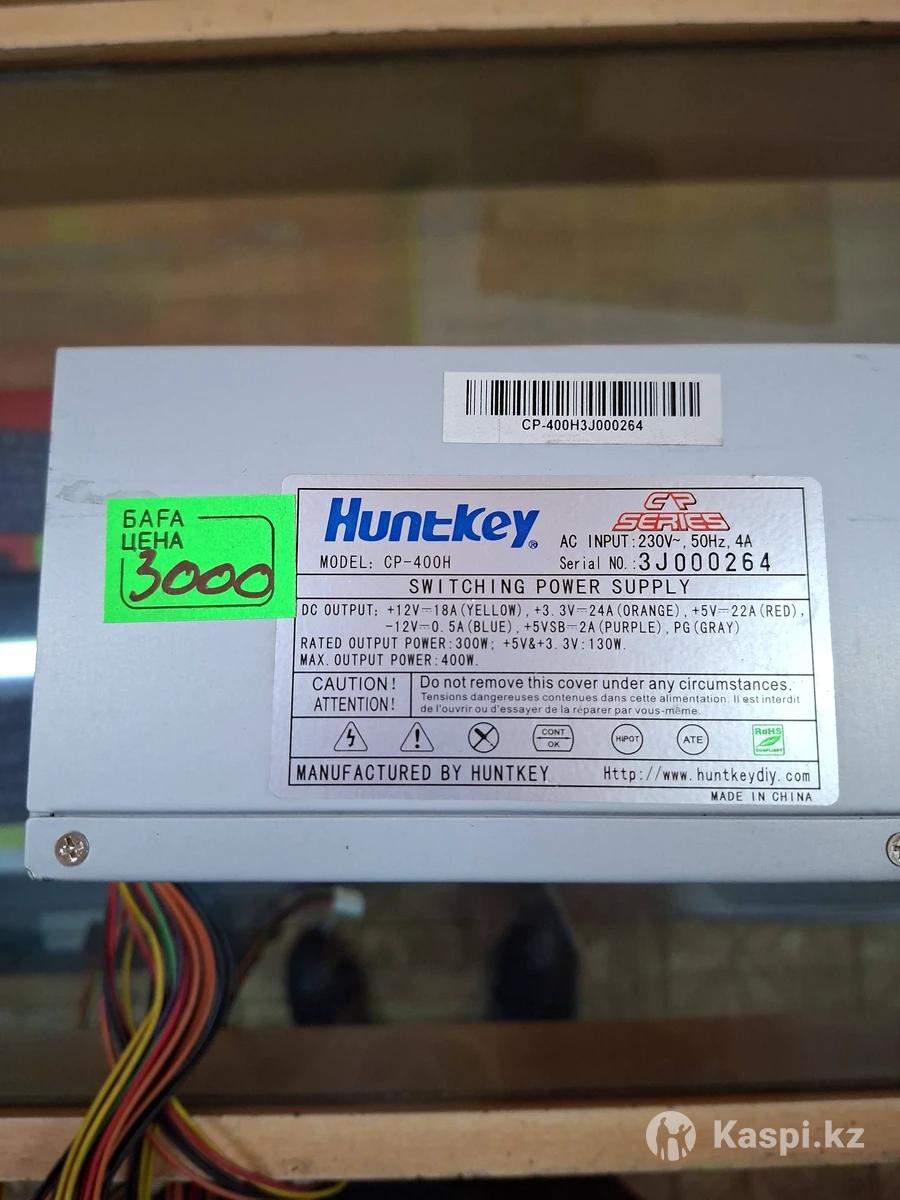 CP-400H3J000264
БАҒА
ЦЕНА
3000
Huntkey®
CP
SERIES
AC INPUT:230V~, 50Hz, 4A
MODEL: CP-400H
Serial NO.:3J000264
SWITCHING POWER SUPPLY
DC OUTPUT: +12V⎓18A(YELLOW), +3.3V⎓24A(ORANGE), +5V⎓22A(RED),
-12V⎓0.5A(BLUE), +5VSB⎓2A(PURPLE), PG(GRAY)
RATED OUTPUT POWER:300W; +5V&+3.3V:130W.
MAX. OUTPUT POWER:400W.
CAUTION!
ATTENTION!
Do not remove this cover under any circumstances.
Tensions dangereuses contenues dans cette alimentation. Il est interdit
de l'ouvrir ou d'essayer de la réparer par vous-même.
CONT
OK
HIPOT
ATE
RoHS
COMPLIANT
MANUFACTURED BY HUNTKEY
Http://www.huntkeydiy.com
MADE IN CHINA
Kaspi.kz